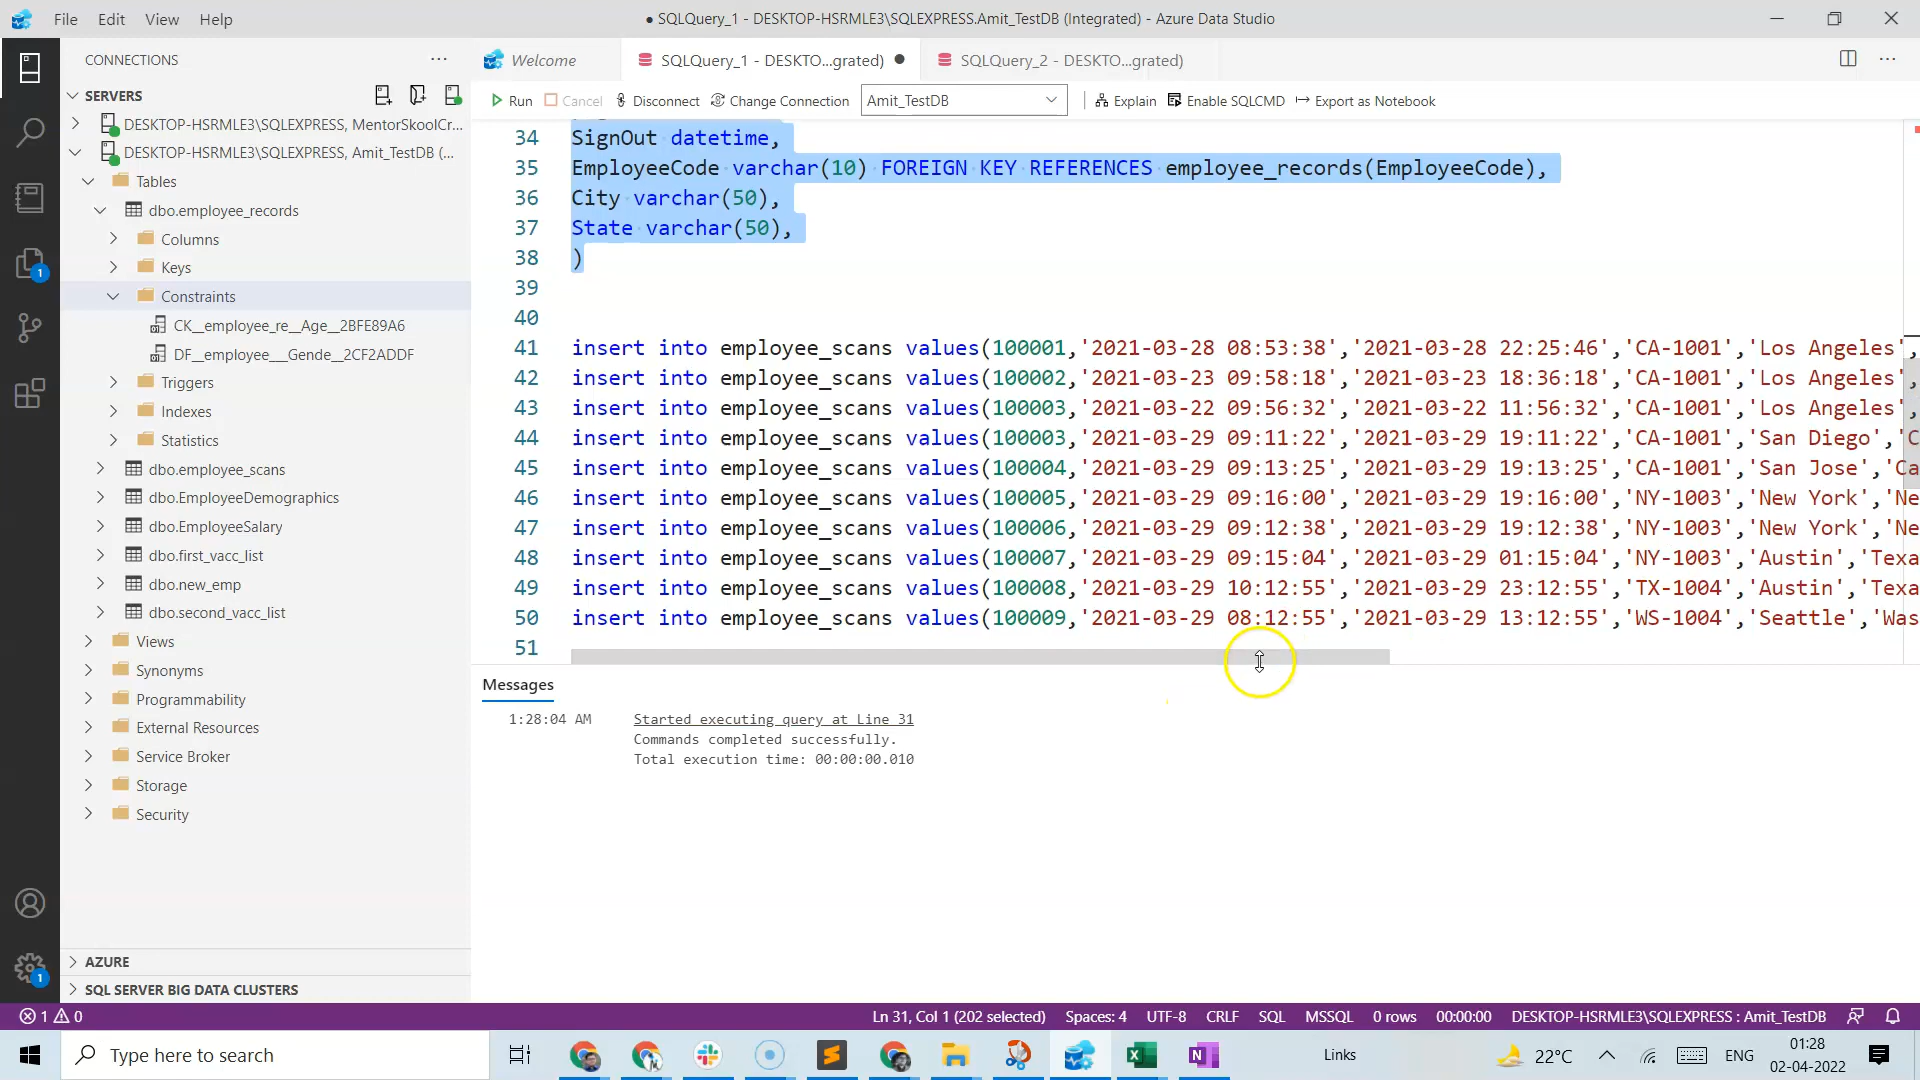 File Edit View Help
● SQLQuery_1 - DESKTOP-HSRMLE3\SQLEXPRESS.Amit_TestDB (Integrated) - Azure Data Studio
CONNECTIONS
Welcome
SQLQuery_1 - DESKTO...grated)
SQLQuery_2 - DESKTO...grated)
SERVERS
Run Cancel Disconnect Change Connection Amit_TestDB Explain Enable SQLCMD Export as Notebook
DESKTOP-HSRMLE3\SQLEXPRESS, MentorSkoolCr...
DESKTOP-HSRMLE3\SQLEXPRESS, Amit_TestDB (...
Tables
dbo.employee_records
Columns
Keys
Constraints
CK__employee_re__Age__2BFE89A6
DF__employee___Gende__2CF2ADDF
Triggers
Indexes
Statistics
dbo.employee_scans
dbo.EmployeeDemographics
dbo.EmployeeSalary
dbo.first_vacc_list
dbo.new_emp
dbo.second_vacc_list
Views
Synonyms
Programmability
External Resources
Service Broker
Storage
Security
AZURE
SQL SERVER BIG DATA CLUSTERS
34 SignOut datetime,
35 EmployeeCode varchar(10) FOREIGN KEY REFERENCES employee_records(EmployeeCode),
36 City varchar(50),
37 State varchar(50),
38 )
39
40
41 insert into employee_scans values(100001,'2021-03-28 08:53:38','2021-03-28 22:25:46','CA-1001','Los Angeles',
42 insert into employee_scans values(100002,'2021-03-23 09:58:18','2021-03-23 18:36:18','CA-1001','Los Angeles',
43 insert into employee_scans values(100003,'2021-03-22 09:56:32','2021-03-22 11:56:32','CA-1001','Los Angeles',
44 insert into employee_scans values(100003,'2021-03-29 09:11:22','2021-03-29 19:11:22','CA-1001','San Diego','C
45 insert into employee_scans values(100004,'2021-03-29 09:13:25','2021-03-29 19:13:25','CA-1001','San Jose','Ca
46 insert into employee_scans values(100005,'2021-03-29 09:16:00','2021-03-29 19:16:00','NY-1003','New York','Ne
47 insert into employee_scans values(100006,'2021-03-29 09:12:38','2021-03-29 19:12:38','NY-1003','New York','Ne
48 insert into employee_scans values(100007,'2021-03-29 09:15:04','2021-03-29 01:15:04','NY-1003','Austin','Texa
49 insert into employee_scans values(100008,'2021-03-29 10:12:55','2021-03-29 23:12:55','TX-1004','Austin','Texa
50 insert into employee_scans values(100009,'2021-03-29 08:12:55','2021-03-29 13:12:55','WS-1004','Seattle','Was
51
Messages
1:28:04 AM Started executing query at Line 31
Commands completed successfully.
Total execution time: 00:00:00.010
1 0
Ln 31, Col 1 (202 selected) Spaces: 4 UTF-8 CRLF SQL MSSQL 0 rows 00:00:00 DESKTOP-HSRMLE3\SQLEXPRESS : Amit_TestDB
1
1
Type here to search
Links
22°C
ENG
01:28
02-04-2022